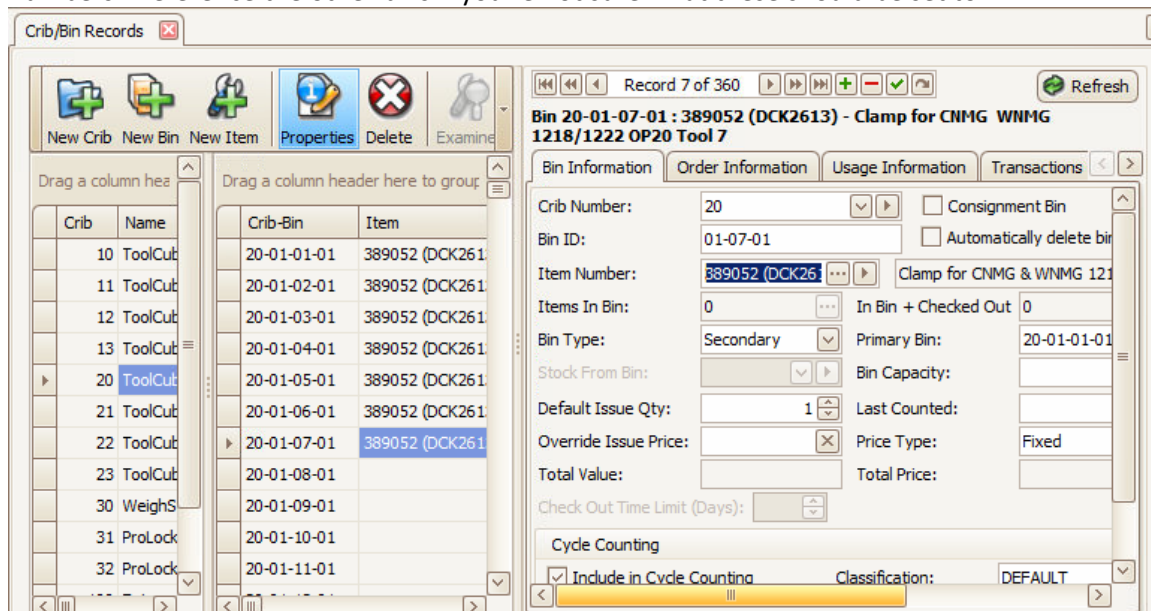 Crib/Bin Records
New Crib New Bin New Item Properties Delete Examine
Record 7 of 360
Refresh
Bin 20-01-07-01 : 389052 (DCK2613) - Clamp for CNMG WNMG
1218/1222 OP20 Tool 7
Drag a column hea
Drag a column header here to group
Crib Name
10 ToolCub
11 ToolCub
12 ToolCub
13 ToolCub
20 ToolCub
21 ToolCub
22 ToolCub
23 ToolCub
30 WeighS
31 ProLock
32 ProLock
Crib-Bin Item
20-01-01-01 389052 (DCK261
20-01-02-01 389052 (DCK261
20-01-03-01 389052 (DCK261
20-01-04-01 389052 (DCK261
20-01-05-01 389052 (DCK261
20-01-06-01 389052 (DCK261
20-01-07-01 389052 (DCK261
20-01-08-01
20-01-09-01
20-01-10-01
20-01-11-01
Bin Information Order Information Usage Information Transactions
Crib Number: 20 Consignment Bin
Bin ID: 01-07-01 Automatically delete bin
Item Number: 389052 (DCK261 Clamp for CNMG & WNMG 121
Items In Bin: 0 In Bin + Checked Out 0
Bin Type: Secondary Primary Bin: 20-01-01-01
Stock From Bin: Bin Capacity:
Default Issue Qty: 1 Last Counted:
Override Issue Price: Price Type: Fixed
Total Value: Total Price:
Check Out Time Limit (Days):
Cycle Counting
Include in Cycle Counting Classification: DEFAULT